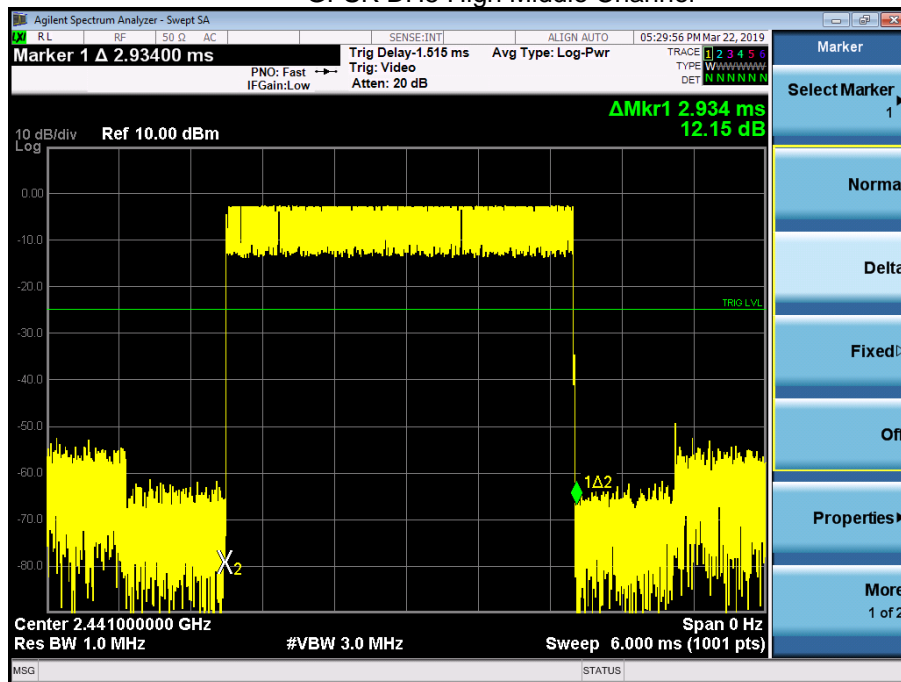 Agilent Spectrum Analyzer - Swept SA
LXI RL RF 50 Ω AC SENSE:INT ALIGN AUTO 05:29:56 PM Mar 22, 2019
Marker 1 Δ 2.93400 ms
Trig Delay-1.515 ms Avg Type: Log-Pwr TRACE 1 2 3 4 5 6
PNO: Fast Trig: Video TYPE WWWWWW
IFGain:Low Atten: 20 dB DET N N N N N N
ΔMkr1 2.934 ms
12.15 dB
10 dB/div Ref 10.00 dBm
Log
0.00
-10.0
-20.0
TRIG LVL
-30.0
-40.0
-50.0
-60.0
1Δ2
-70.0
-80.0
X2
Center 2.441000000 GHz Span 0 Hz
Res BW 1.0 MHz #VBW 3.0 MHz Sweep 6.000 ms (1001 pts)
MSG STATUS
Marker
Select Marker
1
Norma
Delta
Fixed
Off
Properties
More
1 of 2